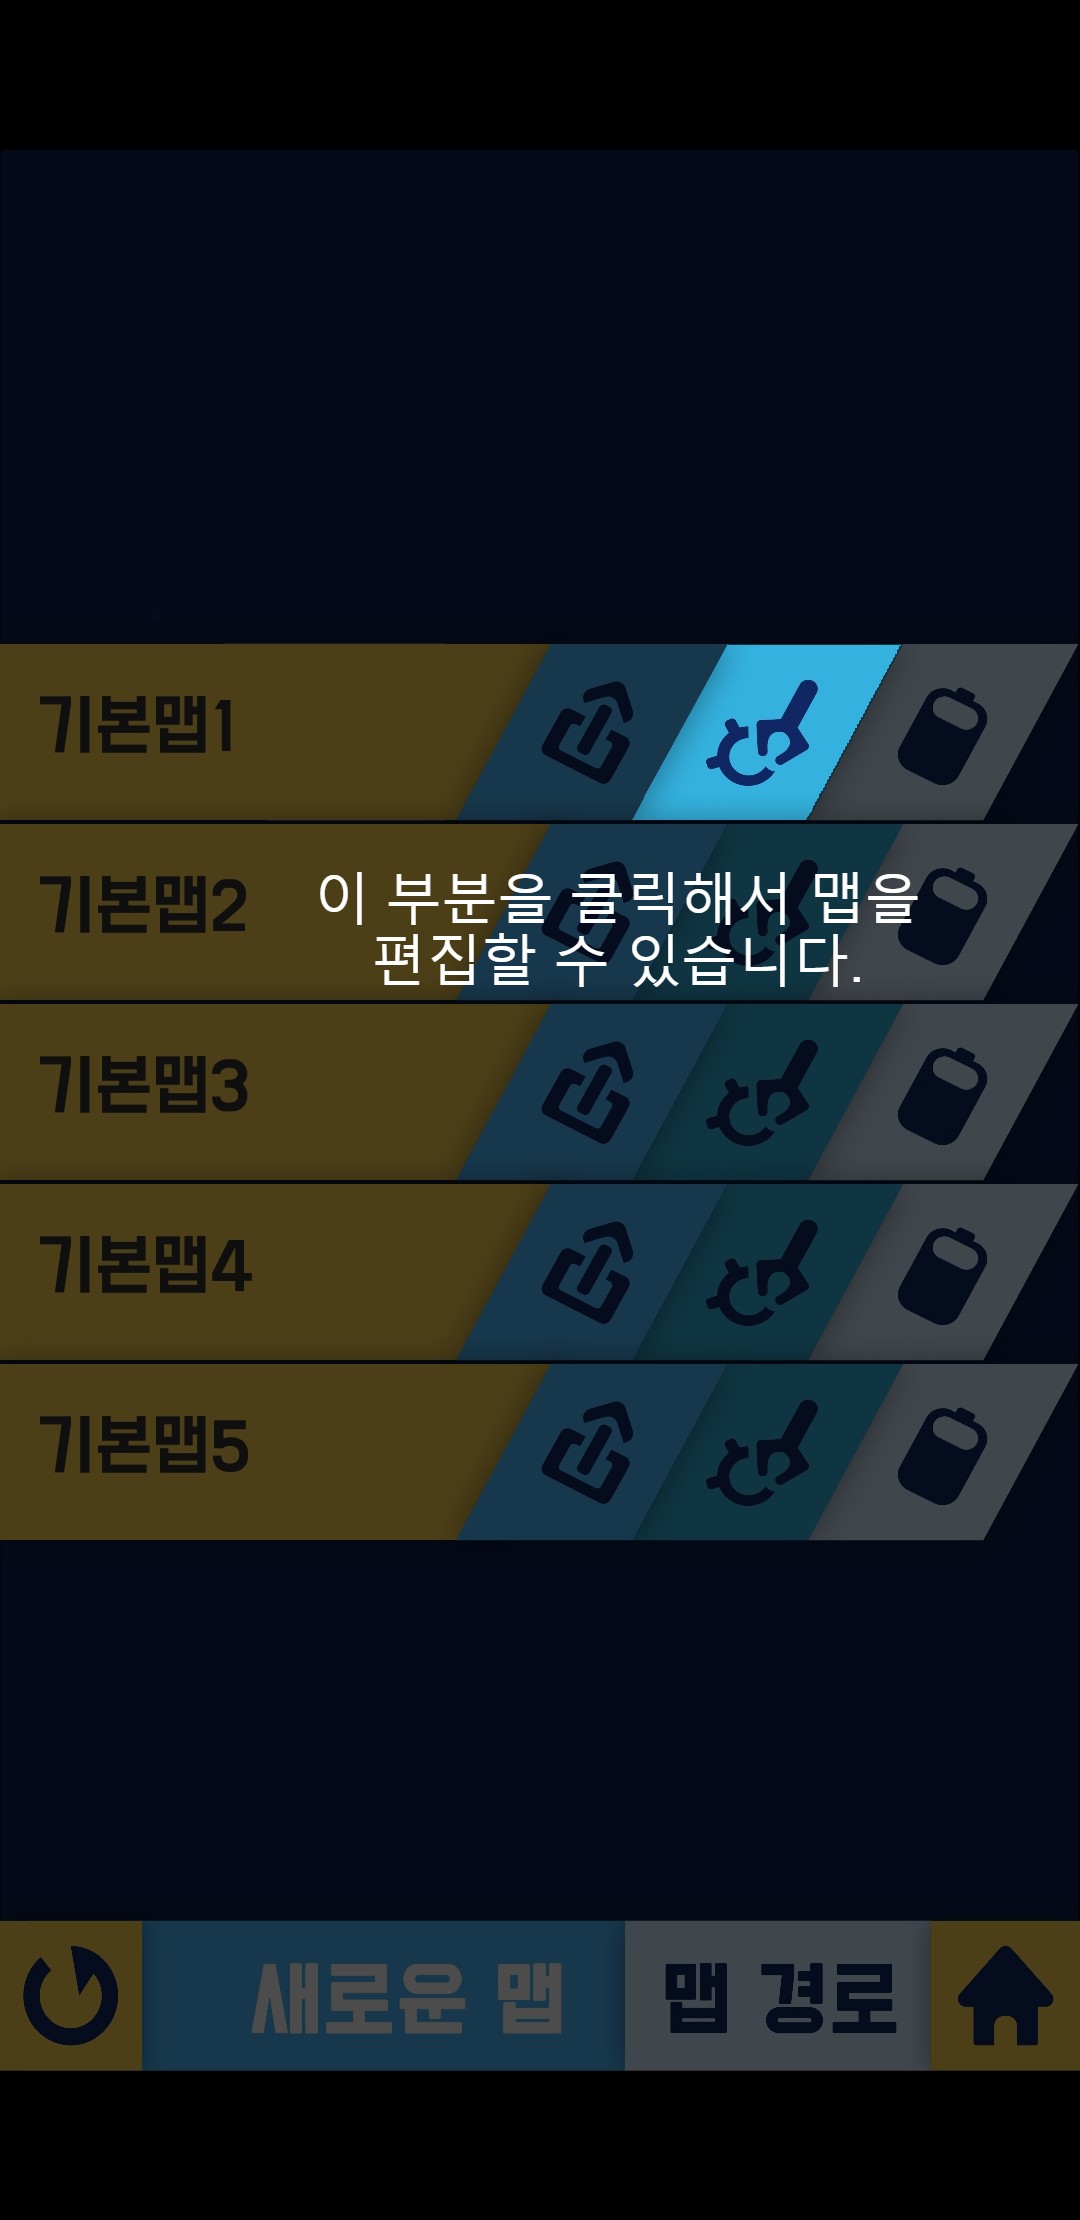 기본맵1
기본맵2
이 부분을 클릭해서 맵을
편집할 수 있습니다.
기본맵3
기본맵4
기본맵5
새로운 맵
맵 경로